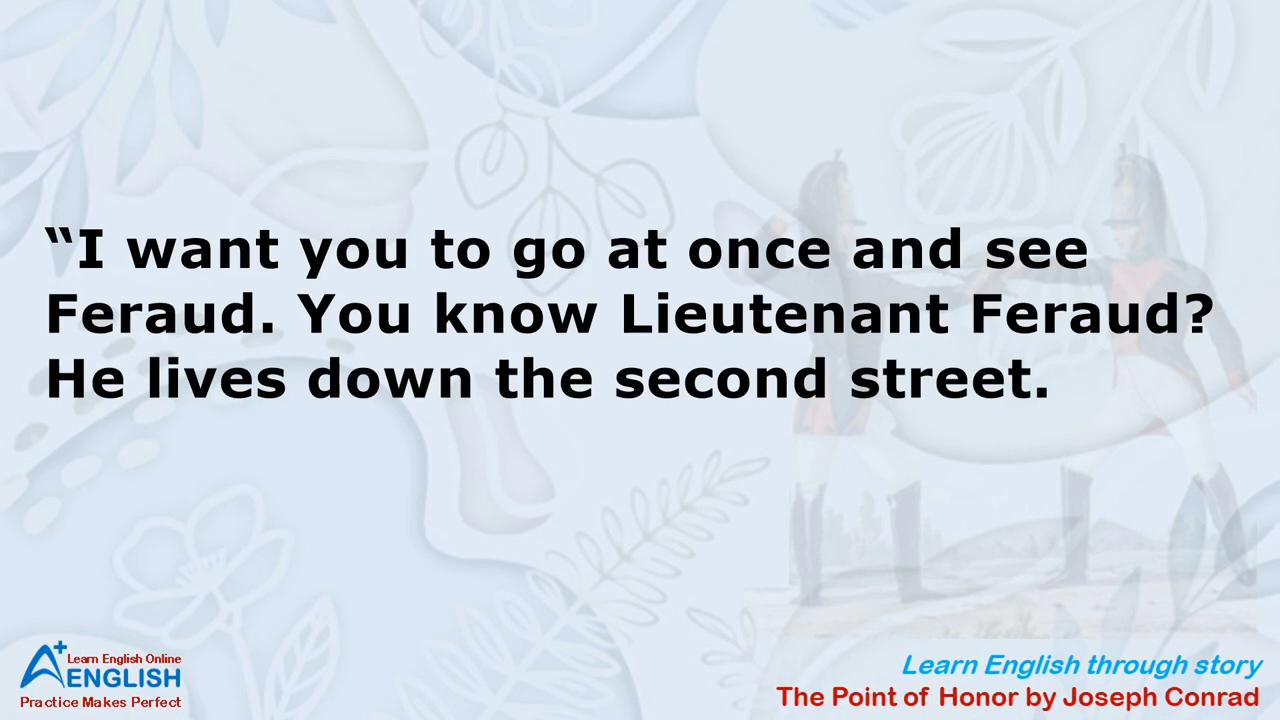 “I want you to go at once and see
Feraud. You know Lieutenant Feraud?
He lives down the second street.
A+ Learn English Online
ENGLISH
Practice Makes Perfect
Learn English through story
The Point of Honor by Joseph Conrad